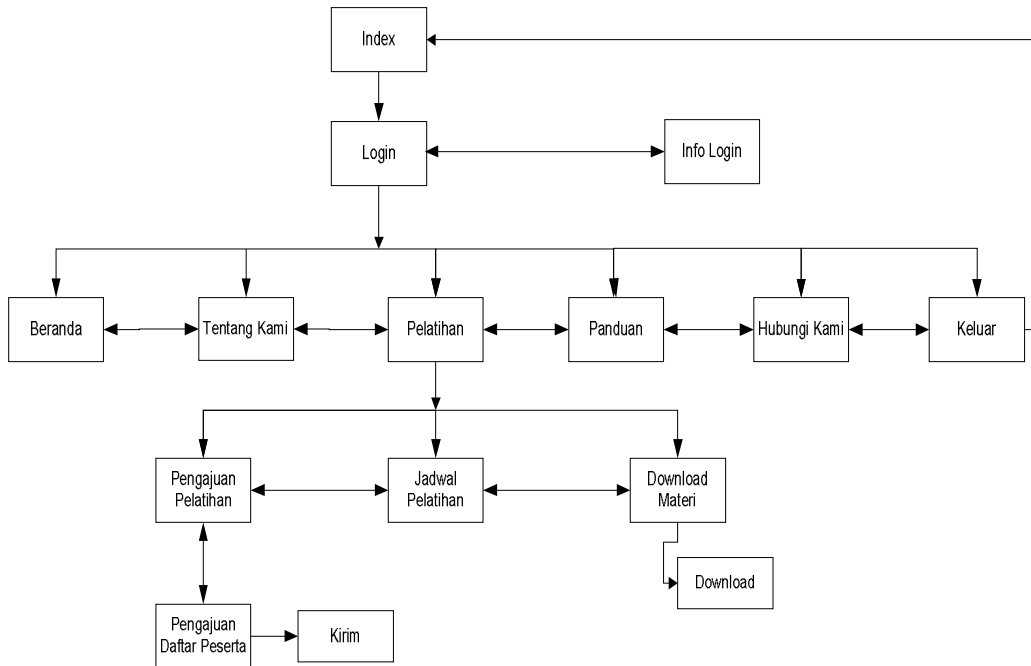 Index
Login
Info Login
Beranda
Tentang Kami
Pelatihan
Panduan
Hubungi Kami
Keluar
Pengajuan
Pelatihan
Jadwal
Pelatihan
Download
Materi
Download
Pengajuan
Daftar Peserta
Kirim